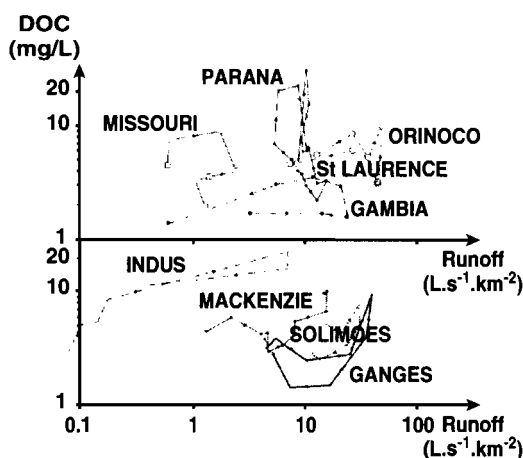 DOC
(mg/L)
PARANA
20
10
MISSOURI
ORINOCO
St LAURENCE
GAMBIA
1
Runoff
(L.s⁻¹.km⁻²)
20
INDUS
10
MACKENZIE
SOLIMOES
GANGES
1
0.1 1 10 100 Runoff
(L.s⁻¹.km⁻²)